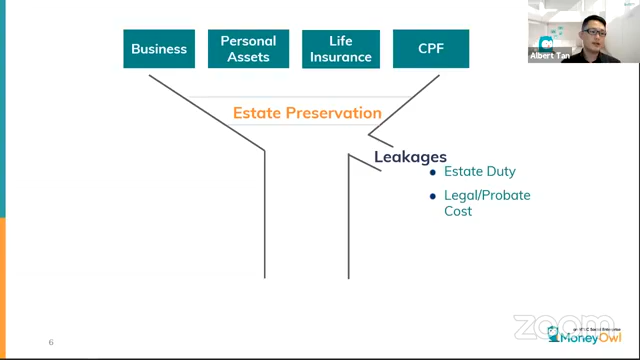 Business
Personal
Assets
Life
Insurance
CPF
Albert Tan
Estate Preservation
Leakages
Estate Duty
Legal/Probate
Cost
6
zoom
MoneyOwl